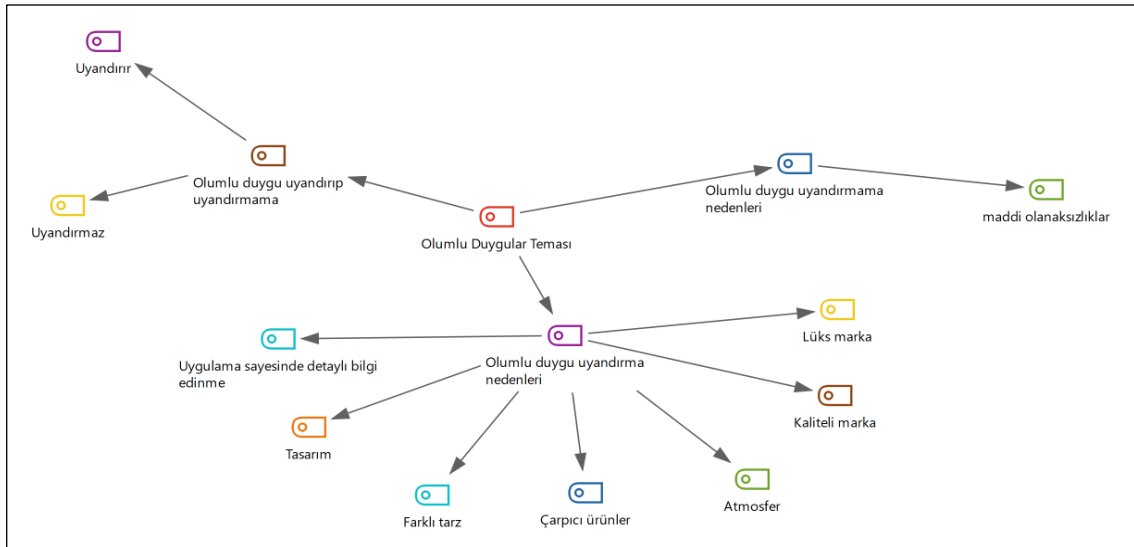 Uyandırır
Olumlu duygu uyandırıp
uyandırmama
Uyandırmaz
Olumlu duygu uyandırmama
nedenleri
maddi olanaksızlıklar
Olumlu Duygular Teması
Lüks marka
Uygulama sayesinde detaylı bilgi
edinme
Olumlu duygu uyandırma
nedenleri
Kaliteli marka
Tasarım
Farklı tarz
Çarpıcı ürünler
Atmosfer